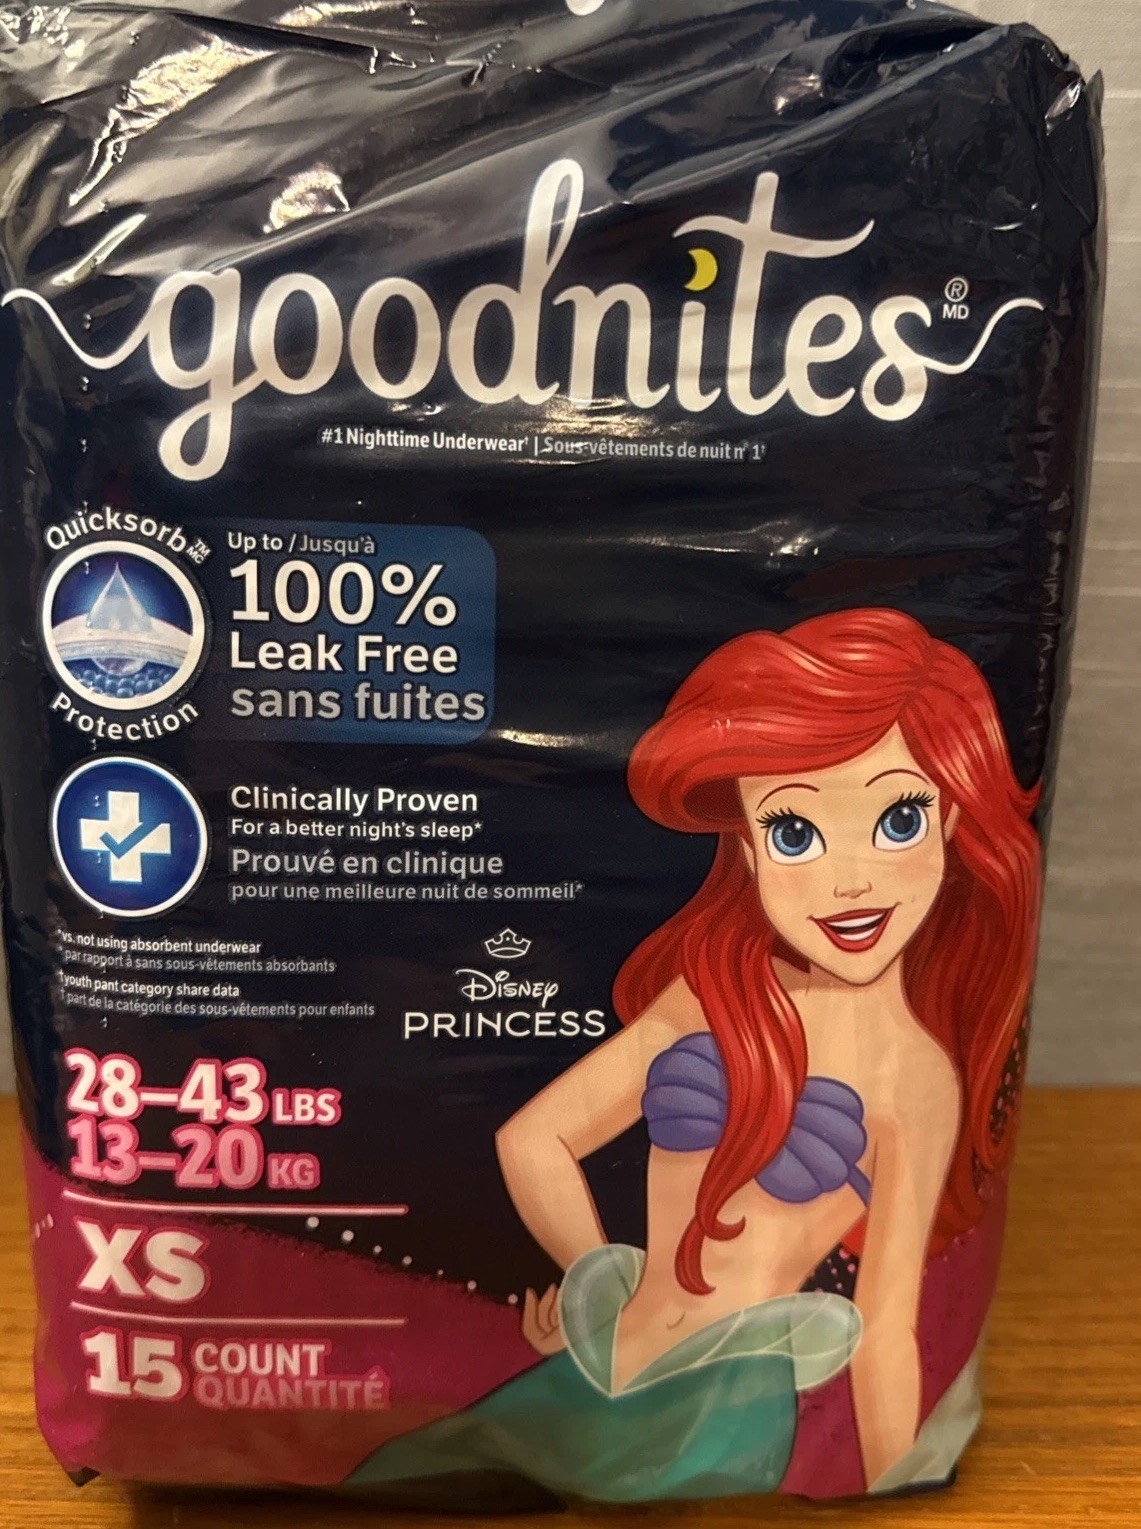 goodnites®
MD
#1 Nighttime Underwear† | Sous-vêtements de nuit nº 1†
Quicksorb™
MC
Protection
Up to / Jusqu'à
100%
Leak Free
sans fuites
Clinically Proven
For a better night's sleep*
Prouvé en clinique
pour une meilleure nuit de sommeil*
*vs. not using absorbent underwear
*par rapport à sans sous-vêtements absorbants
†youth pant category share data
†part de la catégorie des sous-vêtements pour enfants
Disney
PRINCESS
28–43 LBS
13–20 KG
XS
15 COUNT
QUANTITÉ